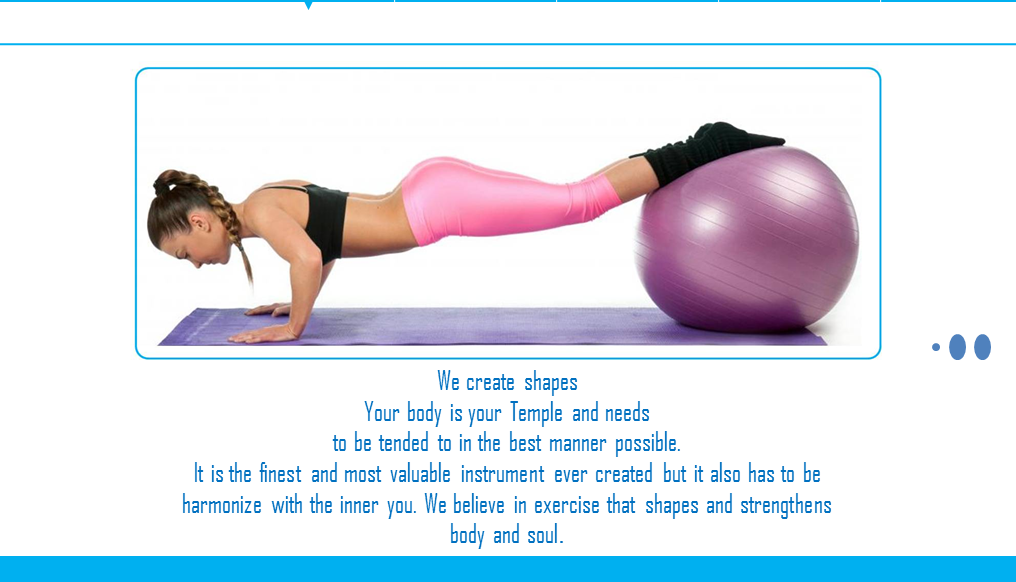 We create shapes
Your body is your Temple and needs
to be tended to in the best manner possible.
It is the finest and most valuable instrument ever created but it also has to be
harmonize with the inner you. We believe in exercise that shapes and strengthens
body and soul.